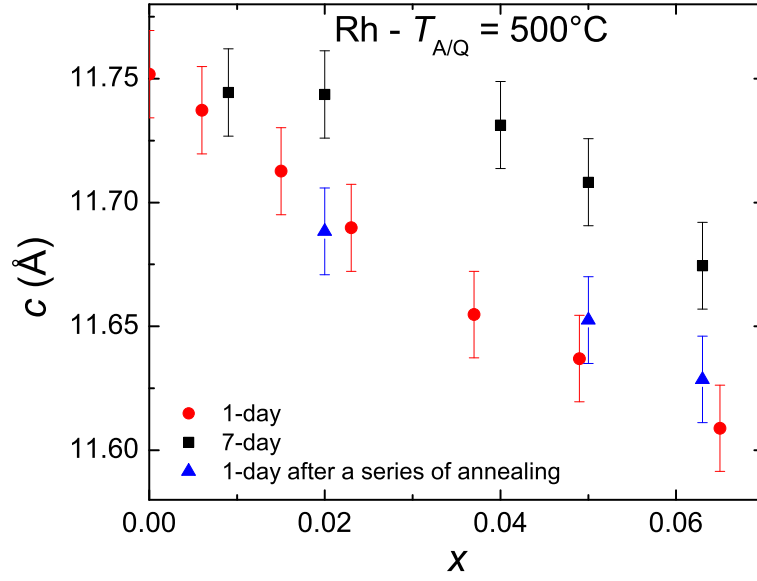 Rh - T_A/Q = 500°C
11.75
11.70
11.65
11.60
c (Å)
1-day
7-day
1-day after a series of annealing
0.00 0.02 0.04 0.06
x